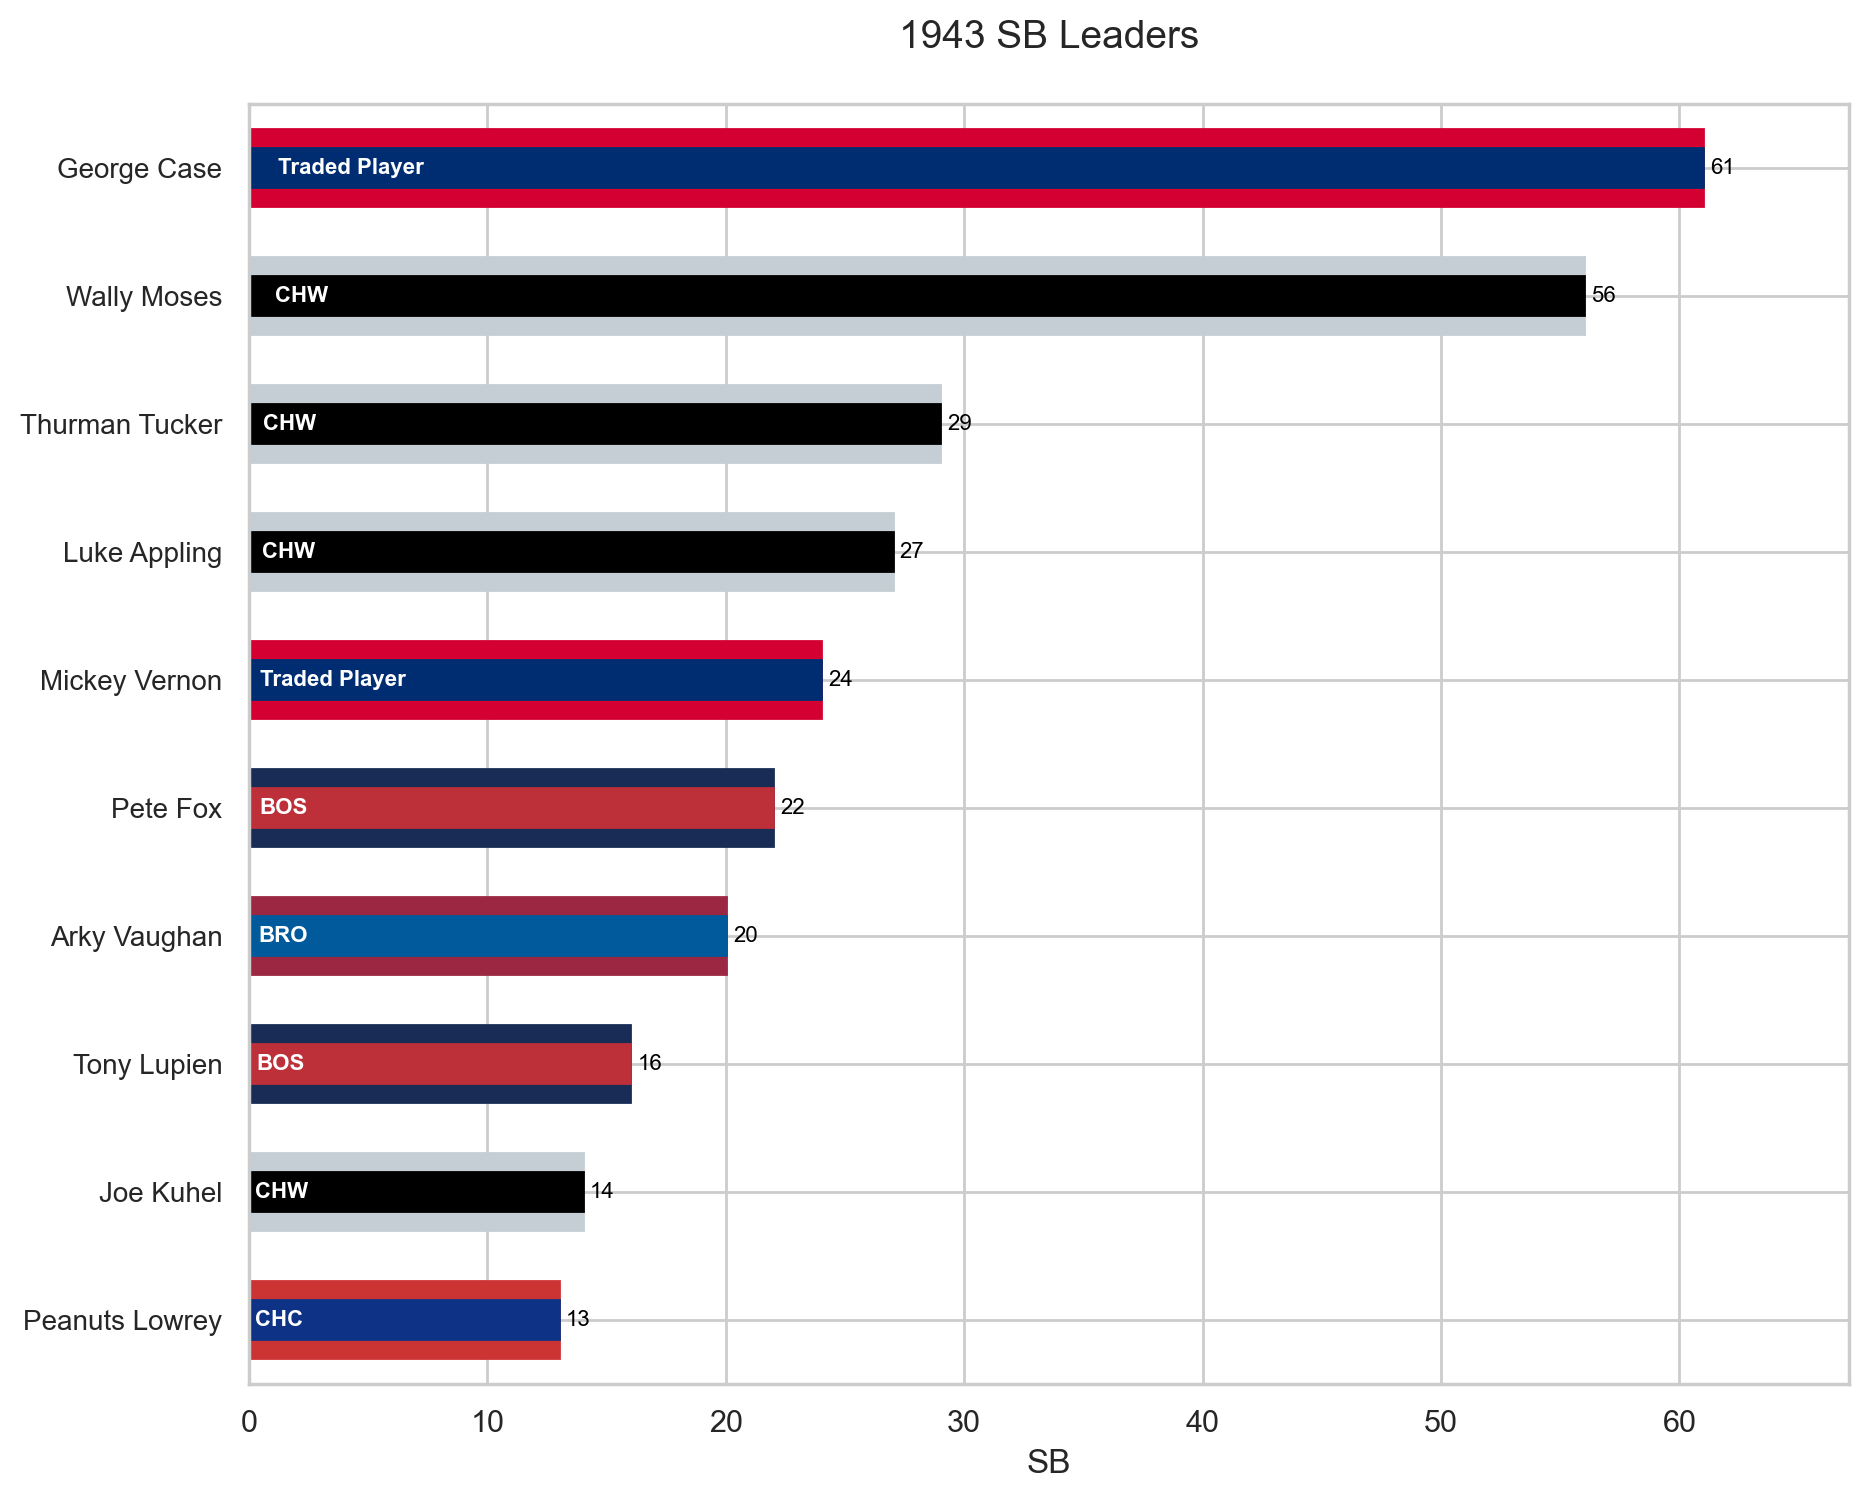 1943 SB Leaders
George Case
Traded Player
61
Wally Moses
CHW
56
Thurman Tucker
CHW
29
Luke Appling
CHW
27
Mickey Vernon
Traded Player
24
Pete Fox
BOS
22
Arky Vaughan
BRO
20
Tony Lupien
BOS
16
Joe Kuhel
CHW
14
Peanuts Lowrey
CHC
13
0 10 20 30 40 50 60
SB